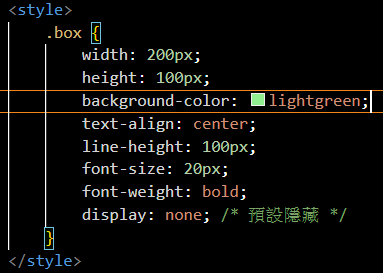 <style>
.box {
width: 200px;
height: 100px;
background-color: lightgreen;
text-align: center;
line-height: 100px;
font-size: 20px;
font-weight: bold;
display: none; /* 預設隱藏 */
}
</style>